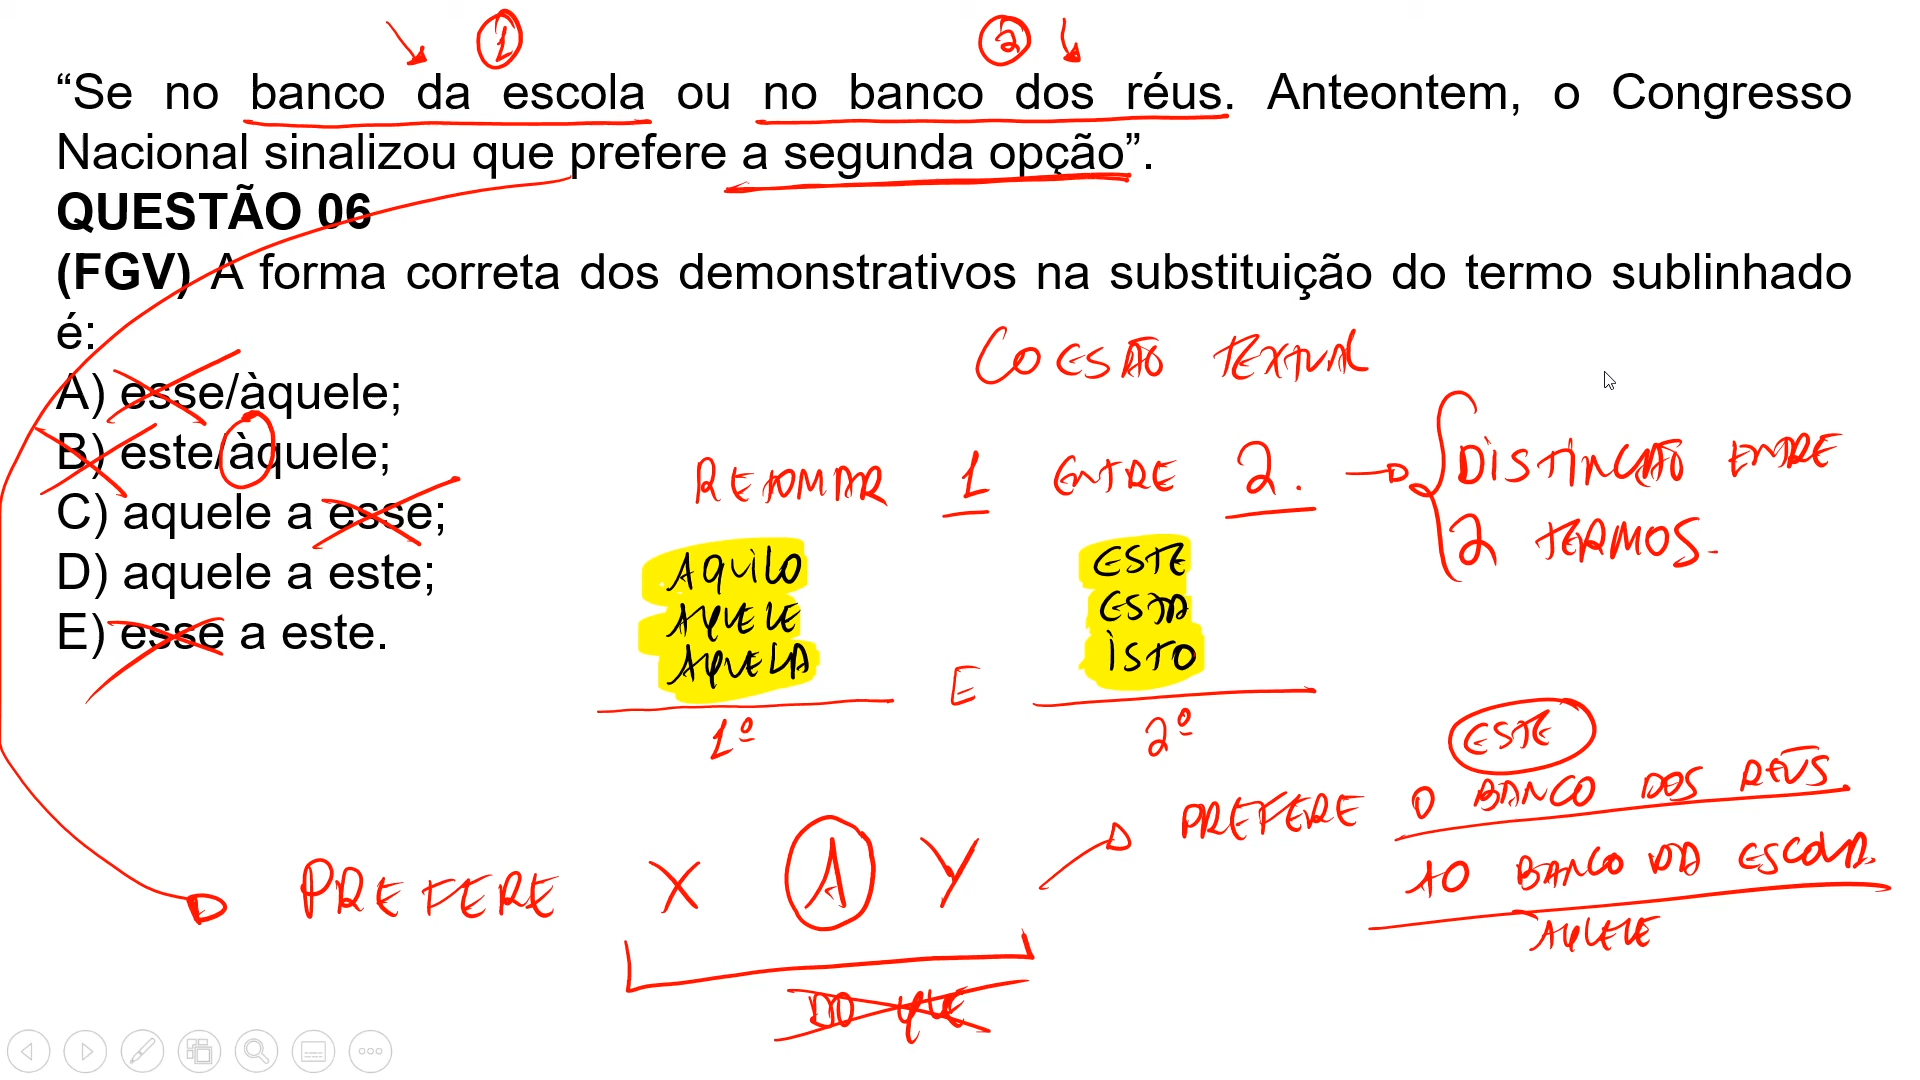 1
2
“Se no banco da escola ou no banco dos réus. Anteontem, o Congresso
Nacional sinalizou que prefere a segunda opção”.
QUESTÃO 06
(FGV) A forma correta dos demonstrativos na substituição do termo sublinhado
é:
A) esse/àquele;
B) este/àquele;
C) aquele a esse;
D) aquele a este;
E) esse a este.
COESÃO TEXTUAL
RETOMAR 1 ENTRE 2.
DISTINÇÃO ENTRE
2 TERMOS.
AQUILO
AQUELE
AQUELA
1º
E
ESTE
ESTA
ISTO
2º
PREFERE X A Y
DO QUE
ESTE
PREFERE O BANCO DOS RÉUS.
AO BANCO DA ESCOLA.
AQUELE